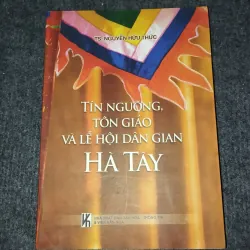 TS. NGUYỄN HỮU THỨC
TÍN NGƯỠNG,
TÔN GIÁO
VÀ LỄ HỘI DÂN GIAN
HÀ TÂY